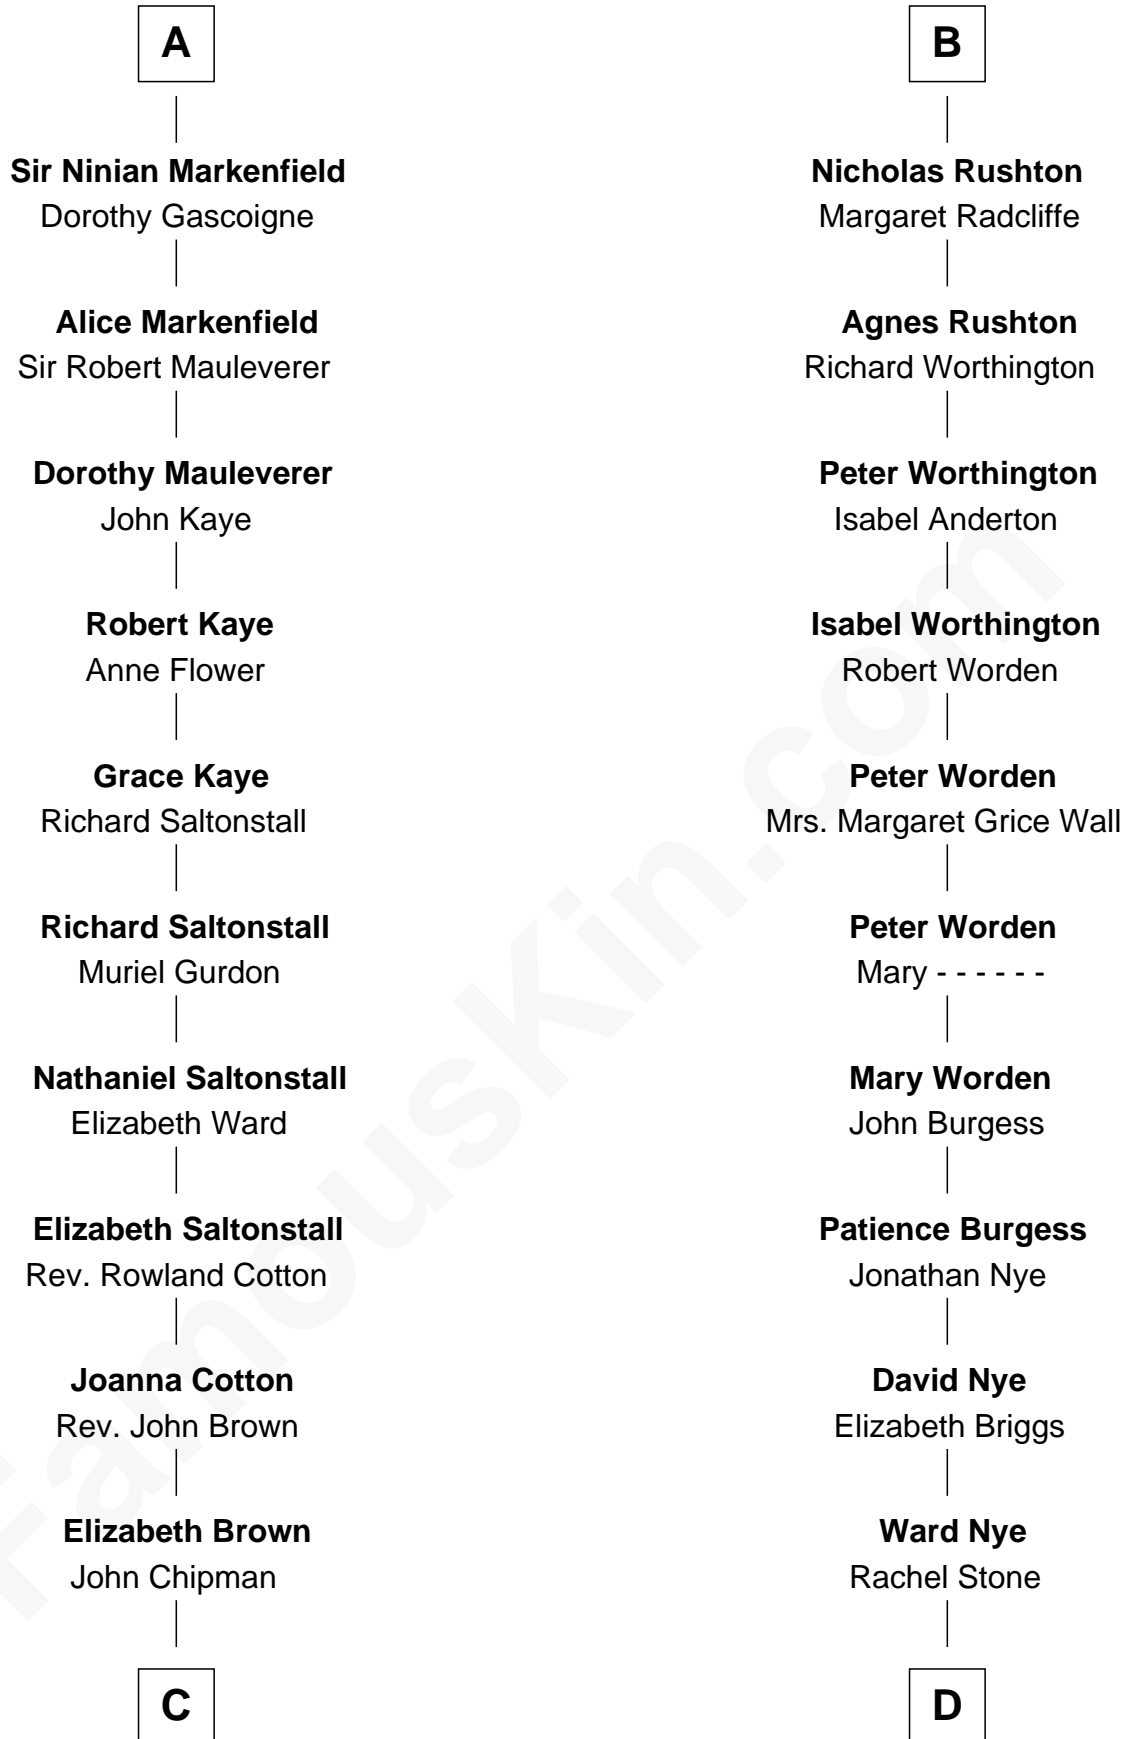 A
Sir Ninian Markenfield
Dorothy Gascoigne
Alice Markenfield
Sir Robert Mauleverer
Dorothy Mauleverer
John Kaye
Robert Kaye
Anne Flower
Grace Kaye
Richard Saltonstall
Richard Saltonstall
Muriel Gurdon
Nathaniel Saltonstall
Elizabeth Ward
Elizabeth Saltonstall
Rev. Rowland Cotton
Joanna Cotton
Rev. John Brown
Elizabeth Brown
John Chipman
C
B
Nicholas Rushton
Margaret Radcliffe
Agnes Rushton
Richard Worthington
Peter Worthington
Isabel Anderton
Isabel Worthington
Robert Worden
Peter Worden
Mrs. Margaret Grice Wall
Peter Worden
Mary - - - - - -
Mary Worden
John Burgess
Patience Burgess
Jonathan Nye
David Nye
Elizabeth Briggs
Ward Nye
Rachel Stone
D
FamousKin.com